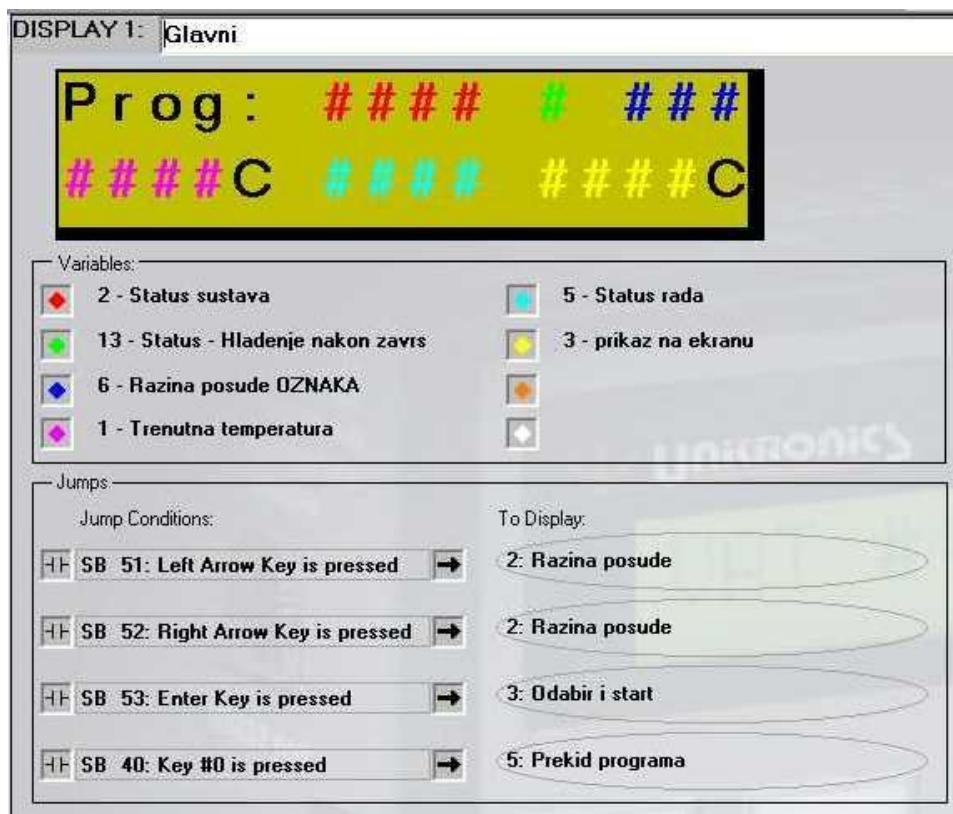 DISPLAY 1: Glavni
Prog: #### # ###
####C #### ####C
Variables:
2 - Status sustava
5 - Status rada
13 - Status - Hladenje nakon zavrs
3 - prikaz na ekranu
6 - Razina posude OZNAKA
1 - Trenutna temperatura
UNITRONICS
Jumps
Jump Conditions:
To Display:
SB 51: Left Arrow Key is pressed
2: Razina posude
SB 52: Right Arrow Key is pressed
2: Razina posude
SB 53: Enter Key is pressed
3: Odabir i start
SB 40: Key #0 is pressed
5: Prekid programa